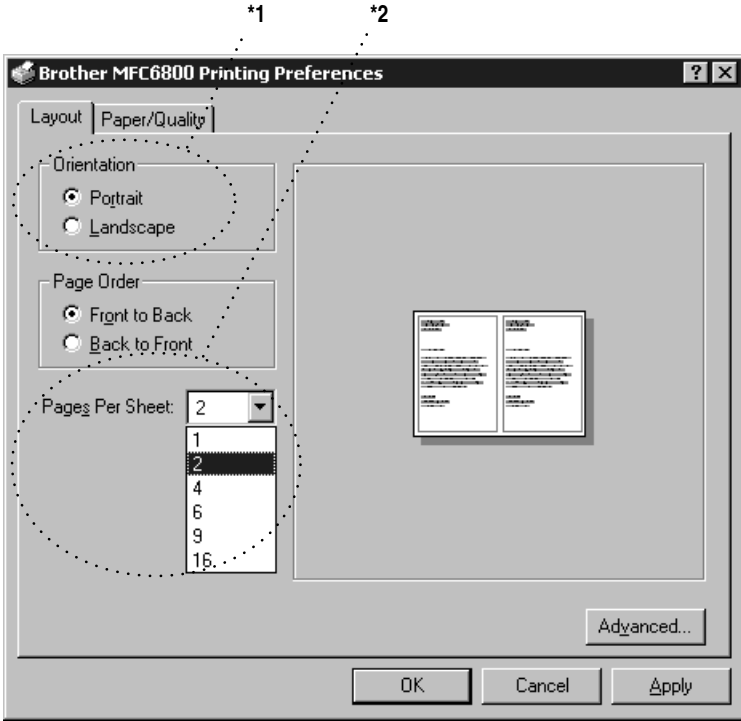 *1 *2
Brother MFC6800 Printing Preferences
Layout Paper/Quality
Orientation
Portrait
Landscape
Page Order
Front to Back
Back to Front
Pages Per Sheet: 2
1
2
4
6
9
16
Advanced...
OK Cancel Apply